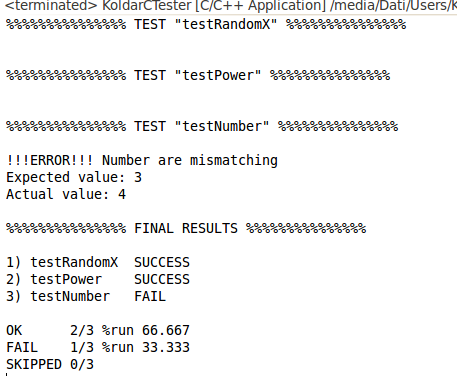 <terminated> KoldarCTester [C/C++ Application] /media/Dati/Users/K
%%%%%%%%%%%%%%% TEST "testRandomX" %%%%%%%%%%%%%%%
%%%%%%%%%%%%%%% TEST "testPower" %%%%%%%%%%%%%%%
%%%%%%%%%%%%%%% TEST "testNumber" %%%%%%%%%%%%%%%
!!!ERROR!!! Number are mismatching
Expected value: 3
Actual value: 4
%%%%%%%%%%%%%%% FINAL RESULTS %%%%%%%%%%%%%%%
1) testRandomX  SUCCESS
2) testPower    SUCCESS
3) testNumber   FAIL
OK      2/3 %run 66.667
FAIL    1/3 %run 33.333
SKIPPED 0/3